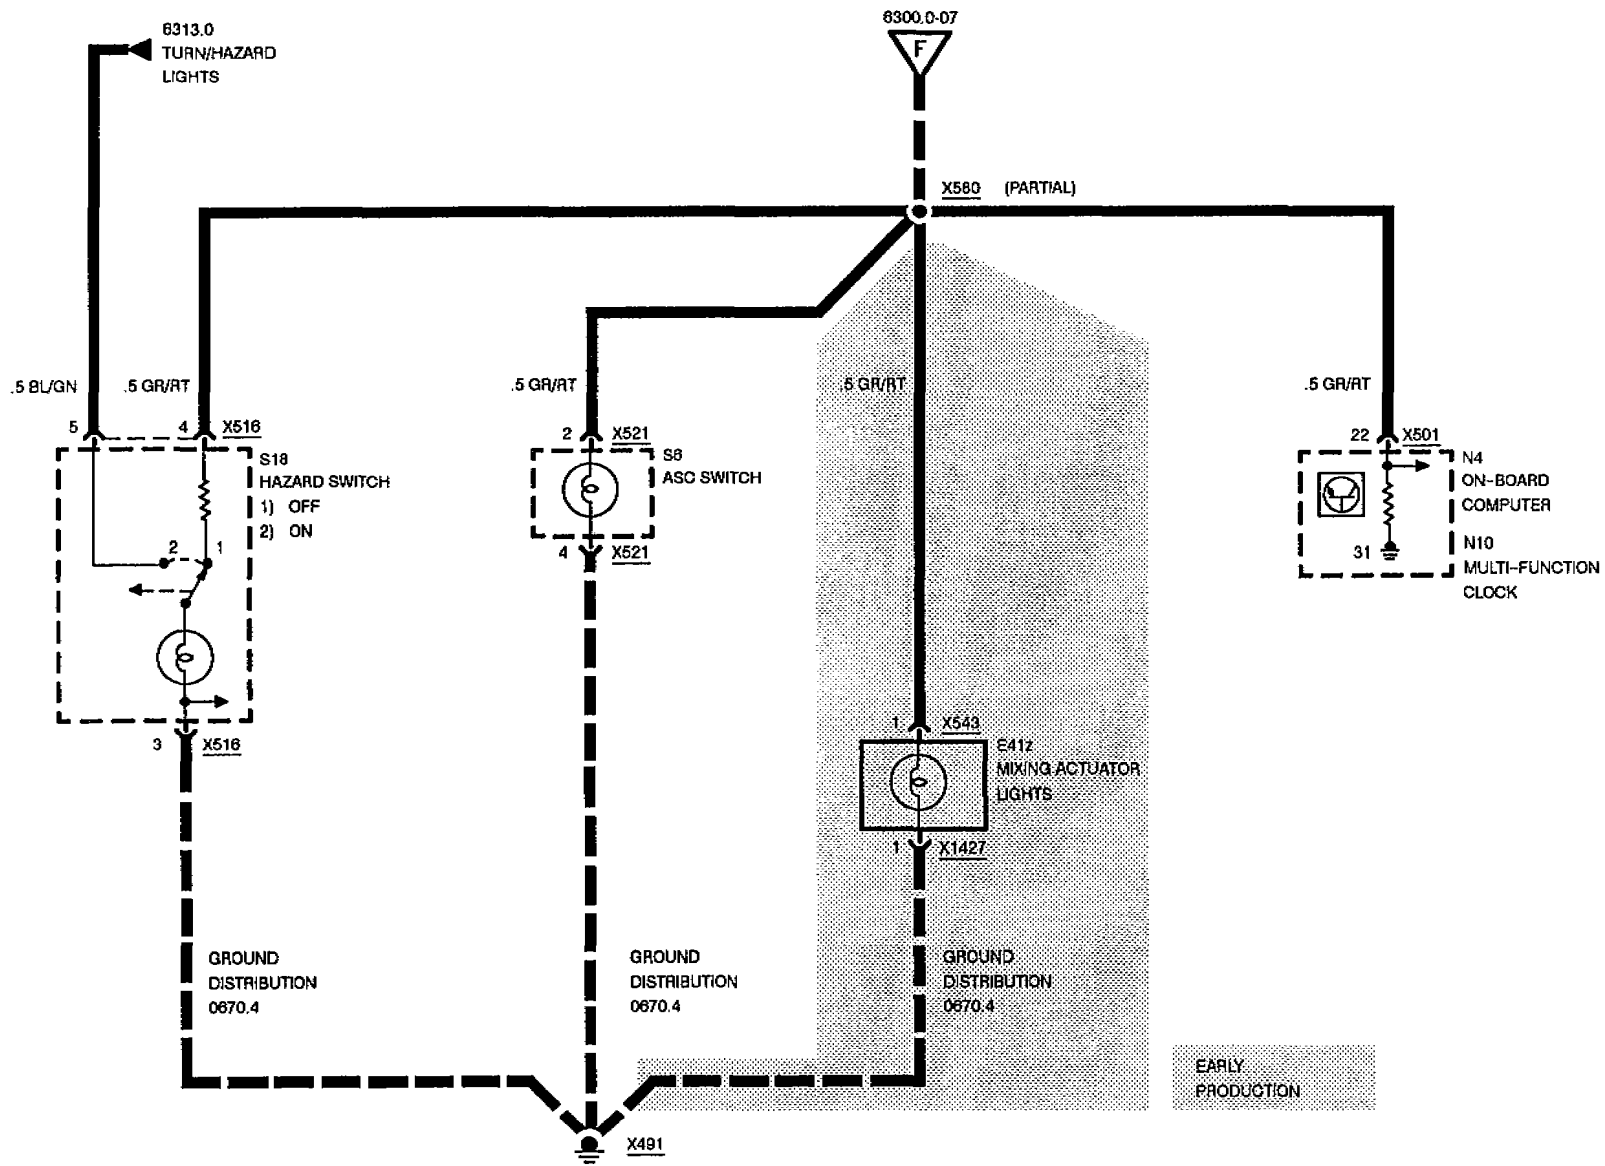 6313.0
TURN/HAZARD
LIGHTS
6300.0-07
F
X580 (PARTIAL)
.5 BL/GN
.5 GR/RT
.5 GR/RT
.5 GR/RT
.5 GR/RT
5
4
X516
2
X521
22
X501
S18
HAZARD SWITCH
1) OFF
2) ON
S6
ASC SWITCH
N4
ON-BOARD
COMPUTER
N10
MULTI-FUNCTION
CLOCK
31
2
1
4
X521
3
X516
1
X543
E41z
MIXING ACTUATOR
LIGHTS
1
X1427
GROUND
DISTRIBUTION
0670.4
GROUND
DISTRIBUTION
0670.4
GROUND
DISTRIBUTION
0670.4
EARLY
PRODUCTION
X491